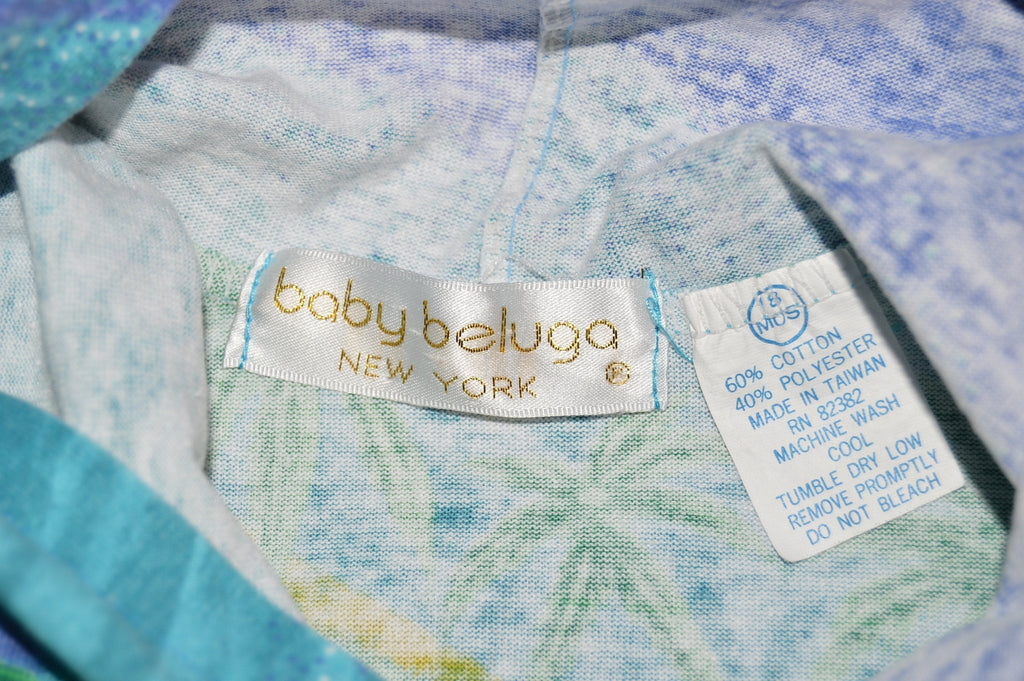 baby beluga
NEW YORK ®
18
MOS
60% COTTON
40% POLYESTER
MADE IN TAIWAN
RN 82382
MACHINE WASH
COOL
TUMBLE DRY LOW
REMOVE PROMPTLY
DO NOT BLEACH